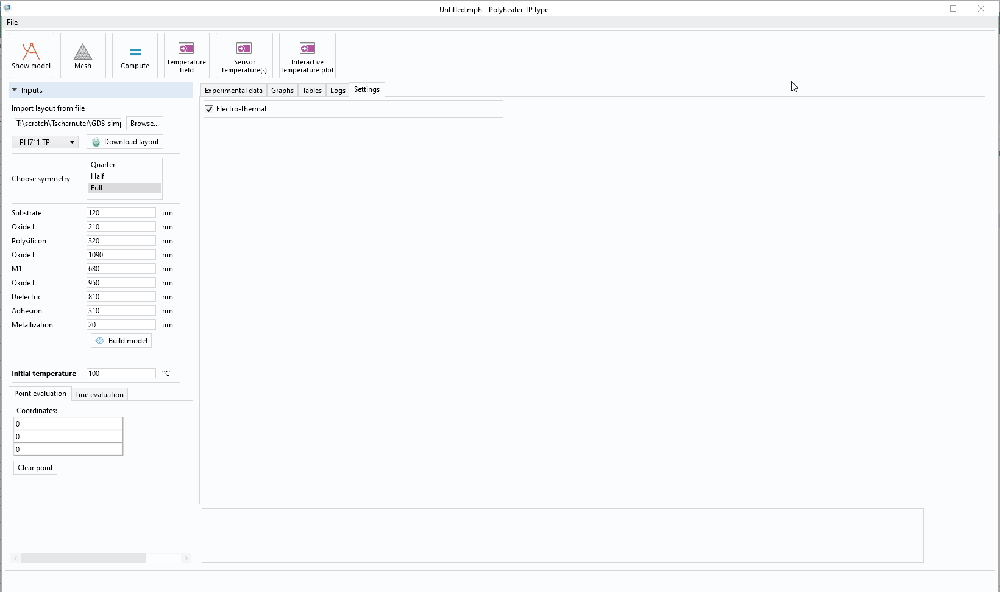 Untitled.mph - Polyheater TP type
File
Show model
Mesh
Compute
Temperature
field
Sensor
temperature(s)
Interactive
temperature plot
Inputs
Import layout from file
T:\scratch\Tscharnuter\GDS_simp
Browse...
PH711 TP
Download layout
Choose symmetry
Quarter
Half
Full
Substrate 120 um
Oxide I 210 nm
Polysilicon 320 nm
Oxide II 1090 nm
M1 680 nm
Oxide III 950 nm
Dielectric 810 nm
Adhesion 310 nm
Metallization 20 um
Build model
Initial temperature 100 °C
Point evaluation Line evaluation
Coordinates:
0
0
0
Clear point
Experimental data Graphs Tables Logs Settings
Electro-thermal